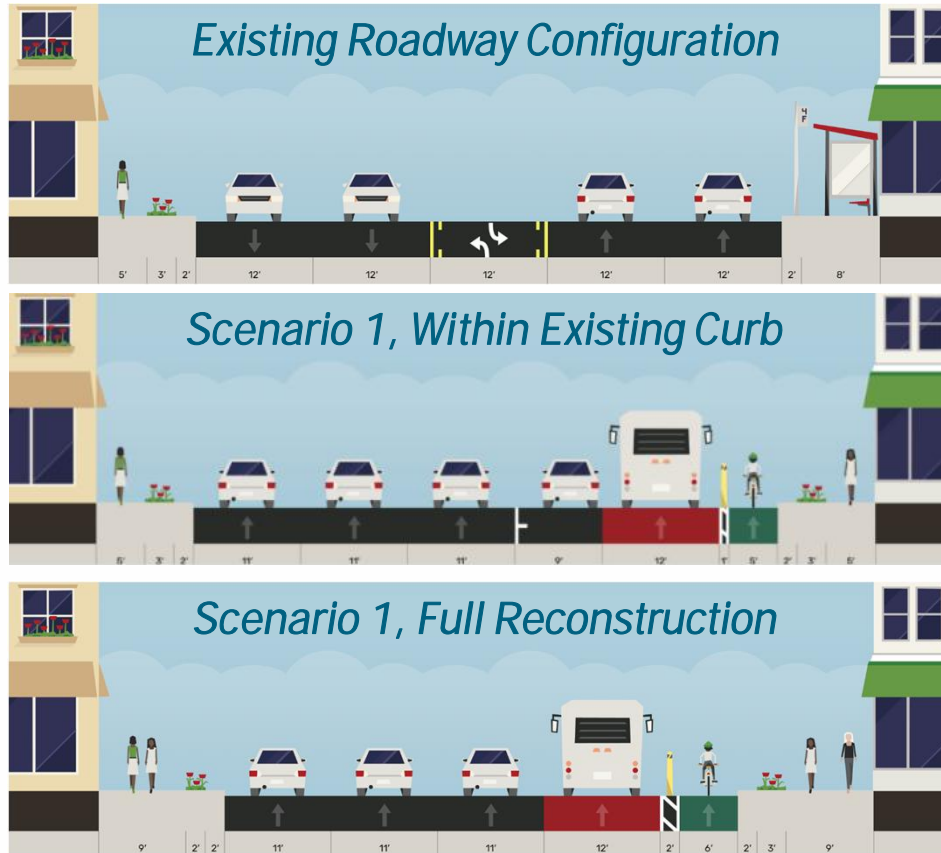 Existing Roadway Configuration
5' 3' 2' 12' 12' 12' 12' 12' 2' 8'
Scenario 1, Within Existing Curb
5' 3' 2' 11' 11' 11' 9' 12' 1' 5' 2' 3' 5'
Scenario 1, Full Reconstruction
9' 2' 2' 11' 11' 11' 12' 2' 6' 2' 3' 9'